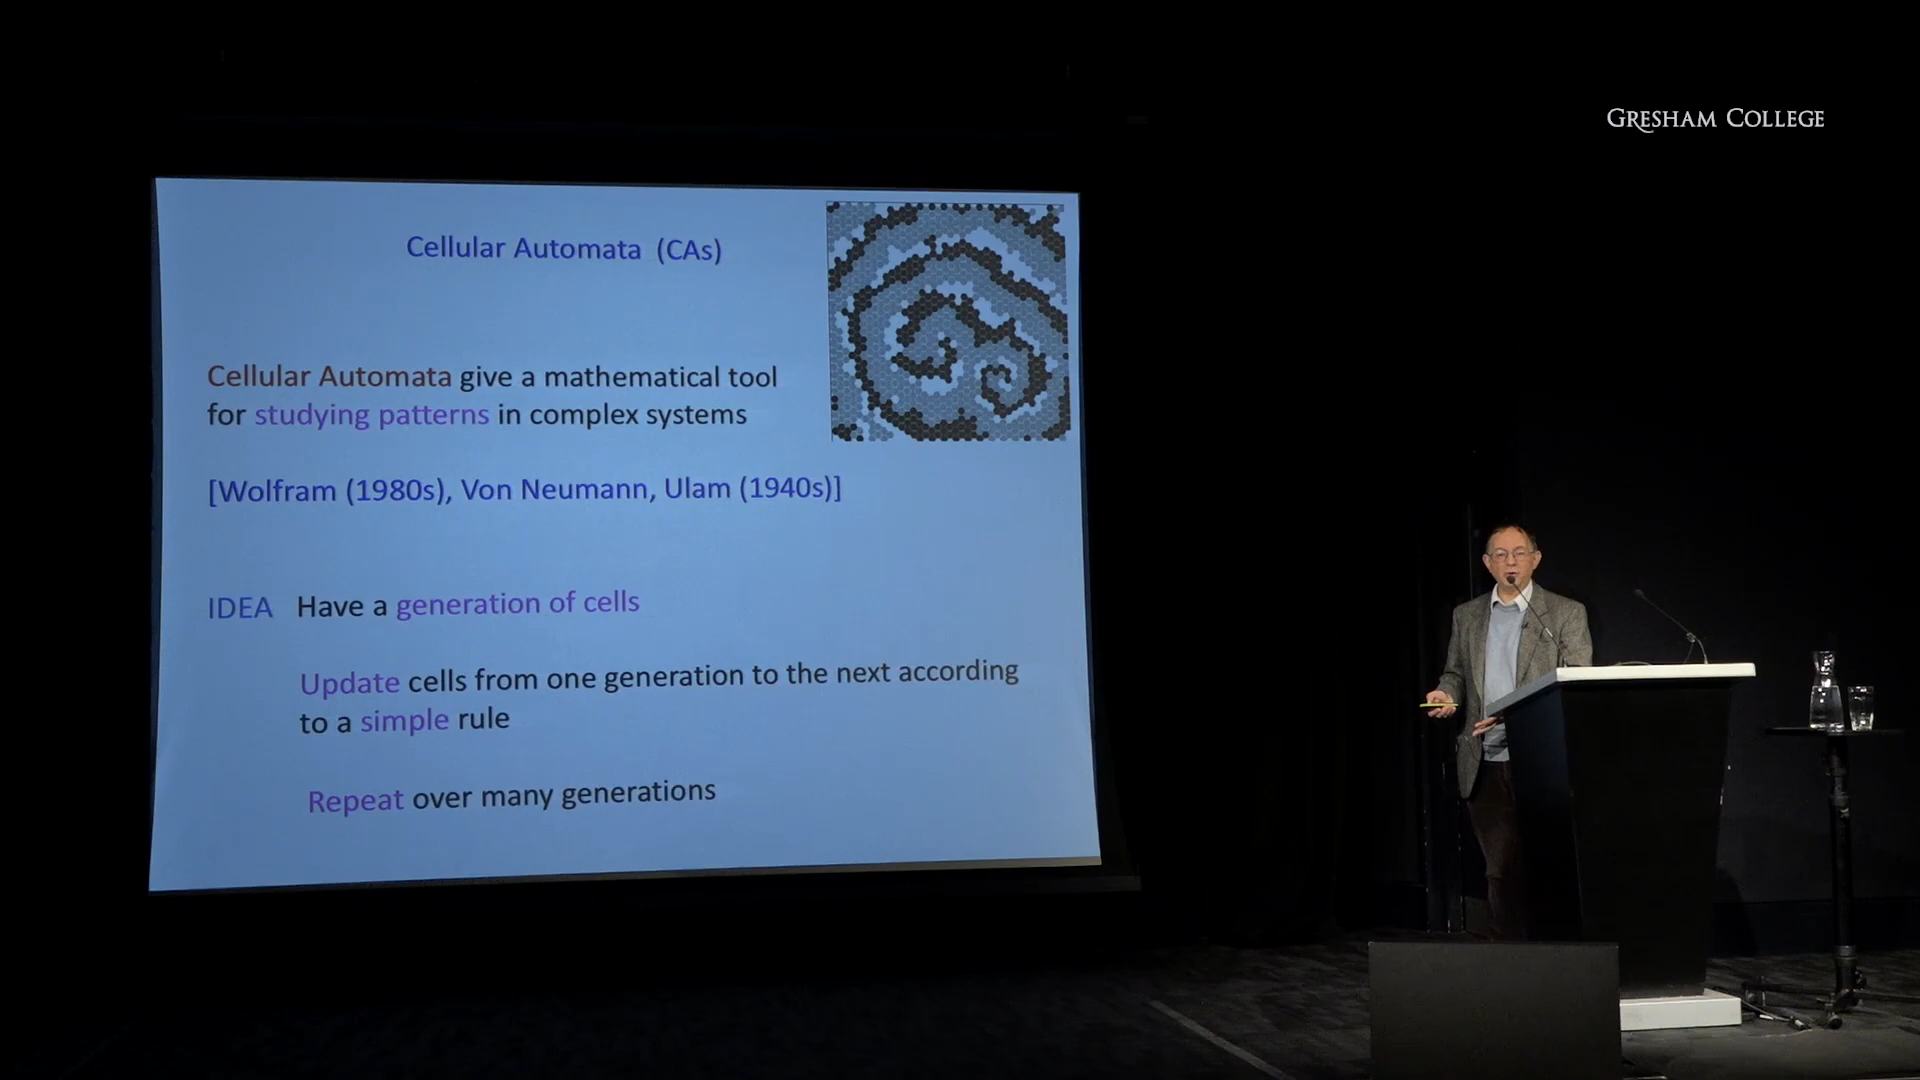 GRESHAM COLLEGE
Cellular Automata (CAs)
Cellular Automata give a mathematical tool
for studying patterns in complex systems
[Wolfram (1980s), Von Neumann, Ulam (1940s)]
IDEA Have a generation of cells
Update cells from one generation to the next according
to a simple rule
Repeat over many generations